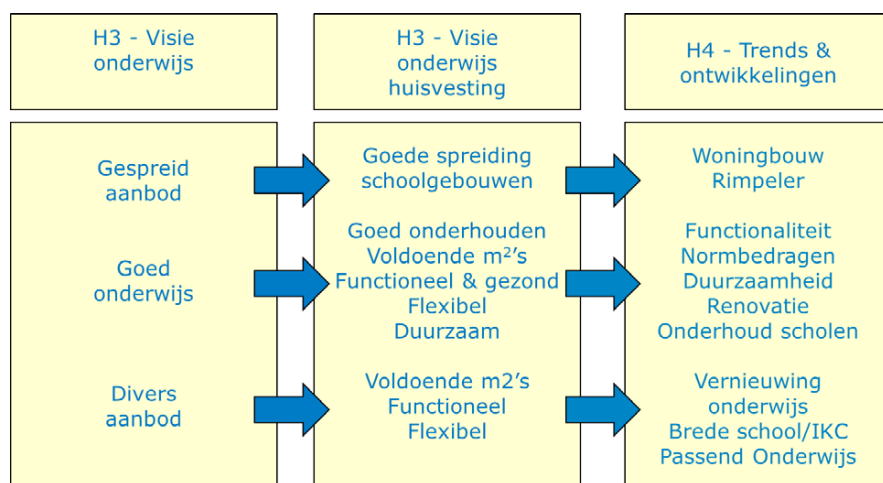 H3 - Visie
onderwijs
H3 - Visie
onderwijs
huisvesting
H4 - Trends &
ontwikkelingen
Gespreid
aanbod
Goede spreiding
schoolgebouwen
Woningbouw
Rimpeler
Goed
onderwijs
Goed onderhouden
Voldoende m²'s
Functioneel & gezond
Flexibel
Duurzaam
Functionaliteit
Normbedragen
Duurzaamheid
Renovatie
Onderhoud scholen
Divers
aanbod
Voldoende m2's
Functioneel
Flexibel
Vernieuwing
onderwijs
Brede school/IKC
Passend Onderwijs